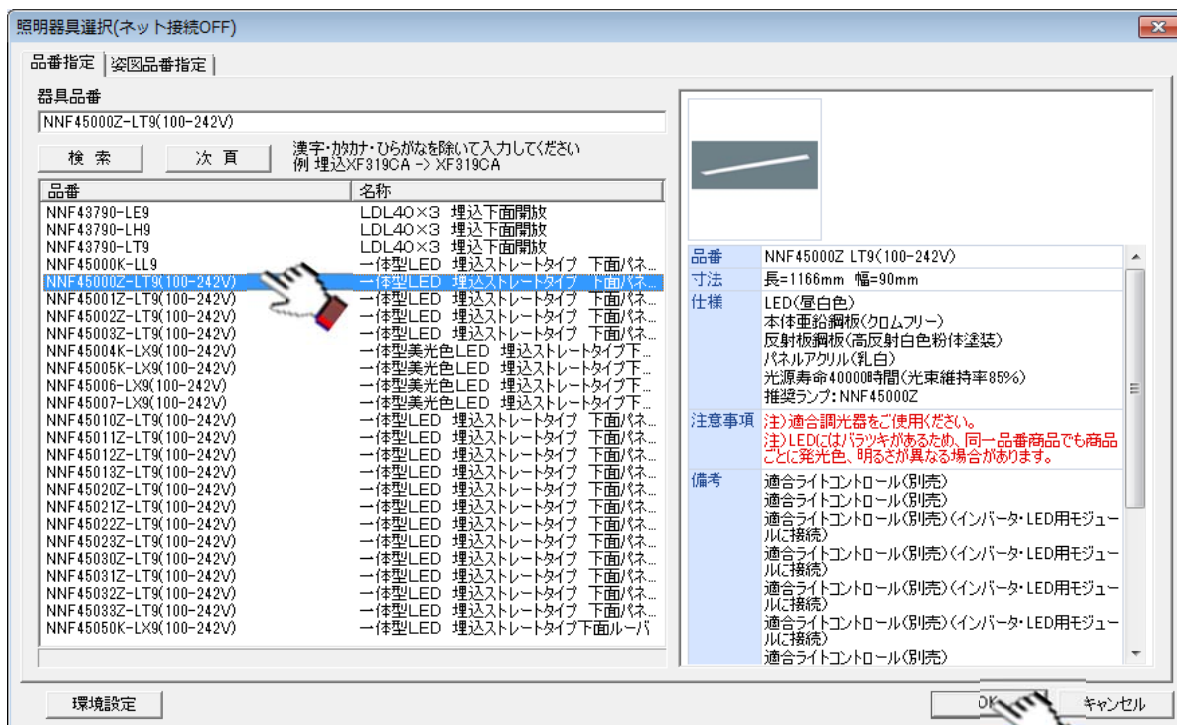 照明器具選択(ネット接続OFF)
品番指定
姿図品番指定
器具品番
NNF45000Z-LT9(100-242V)
検 索
次 頁
漢字・カタカナ・ひらがなを除いて入力してください
例 埋込XF319CA -> XF319CA
品番 名称
NNF43790-LE9 LDL40×3 埋込下面開放
NNF43790-LH9 LDL40×3 埋込下面開放
NNF43790-LT9 LDL40×3 埋込下面開放
NNF45000K-LL9 一体型LED 埋込ストレートタイプ 下面パネ...
NNF45000Z-LT9(100-242V) 一体型LED 埋込ストレートタイプ 下面パネ...
NNF45001Z-LT9(100-242V) 一体型LED 埋込ストレートタイプ 下面パネ...
NNF45002Z-LT9(100-242V) 一体型LED 埋込ストレートタイプ 下面パネ...
NNF45003Z-LT9(100-242V) 一体型LED 埋込ストレートタイプ 下面パネ...
NNF45004K-LX9(100-242V) 一体型美光色LED 埋込ストレートタイプ下...
NNF45005K-LX9(100-242V) 一体型美光色LED 埋込ストレートタイプ下...
NNF45006-LX9(100-242V) 一体型美光色LED 埋込ストレートタイプ下...
NNF45007-LX9(100-242V) 一体型美光色LED 埋込ストレートタイプ下...
NNF45010Z-LT9(100-242V) 一体型LED 埋込ストレートタイプ 下面パネ...
NNF45011Z-LT9(100-242V) 一体型LED 埋込ストレートタイプ 下面パネ...
NNF45012Z-LT9(100-242V) 一体型LED 埋込ストレートタイプ 下面パネ...
NNF45013Z-LT9(100-242V) 一体型LED 埋込ストレートタイプ 下面パネ...
NNF45020Z-LT9(100-242V) 一体型LED 埋込ストレートタイプ 下面パネ...
NNF45021Z-LT9(100-242V) 一体型LED 埋込ストレートタイプ 下面パネ...
NNF45022Z-LT9(100-242V) 一体型LED 埋込ストレートタイプ 下面パネ...
NNF45023Z-LT9(100-242V) 一体型LED 埋込ストレートタイプ 下面パネ...
NNF45030Z-LT9(100-242V) 一体型LED 埋込ストレートタイプ 下面パネ...
NNF45031Z-LT9(100-242V) 一体型LED 埋込ストレートタイプ 下面パネ...
NNF45032Z-LT9(100-242V) 一体型LED 埋込ストレートタイプ 下面パネ...
NNF45033Z-LT9(100-242V) 一体型LED 埋込ストレートタイプ 下面パネ...
NNF45050K-LX9(100-242V) 一体型LED 埋込ストレートタイプ下面ルーバ
品番 NNF45000Z LT9(100-242V)
寸法 長=1166mm 幅=90mm
仕様 LED(昼白色)
本体亜鉛鋼板(クロムフリー)
反射板鋼板(高反射白色粉体塗装)
パネルアクリル(乳白)
光源寿命40000時間(光束維持率85%)
推奨ランプ:NNF45000Z
注意事項 注)適合調光器をご使用ください。
注)LEDにはバラツキがあるため、同一品番商品でも商品
ごとに発光色、明るさが異なる場合があります。
備考 適合ライトコントロール(別売)
適合ライトコントロール(別売)
適合ライトコントロール(別売)(インバータ・LED用モジュー
ルに接続)
適合ライトコントロール(別売)(インバータ・LED用モジュー
ルに接続)
適合ライトコントロール(別売)(インバータ・LED用モジュー
ルに接続)
適合ライトコントロール(別売)(インバータ・LED用モジュー
ルに接続)
適合ライトコントロール(別売)
環境設定
OK
キャンセル